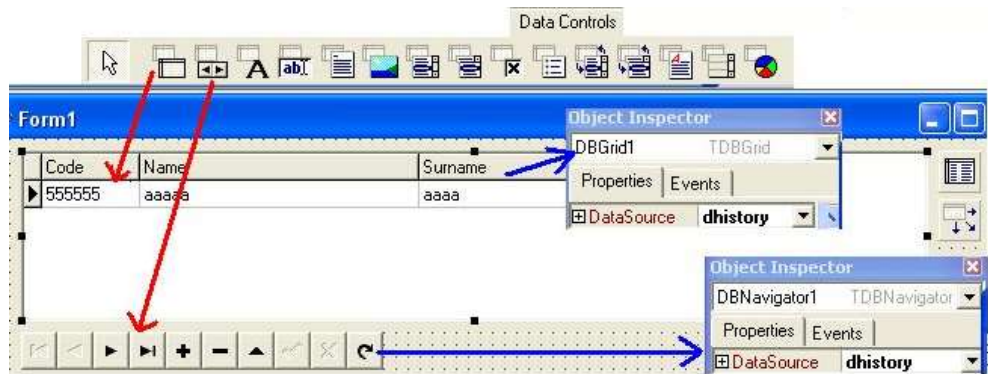 Data Controls
A abI
Form1
Object Inspector
DBGrid1 TDBGrid
Properties Events
DataSource dhistory
Code Name Surname
555555 aaaaa aaaa
Object Inspector
DBNavigator1 TDBNavigator
Properties Events
DataSource dhistory